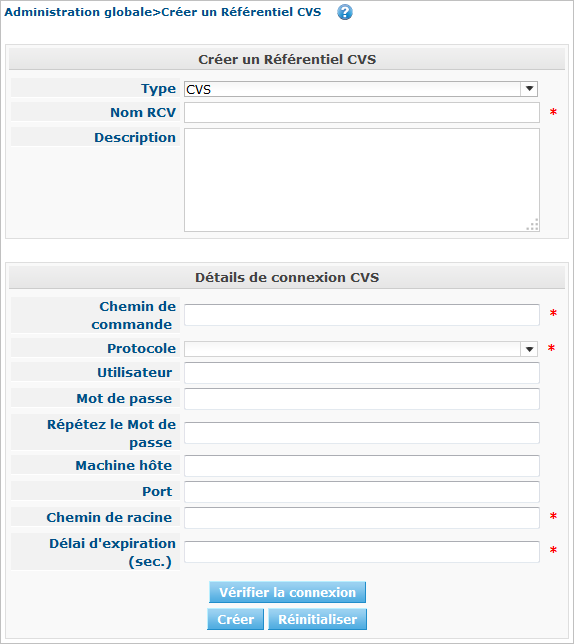 Administration globale>Créer un Référentiel CVS ?
Créer un Référentiel CVS
Type CVS
Nom RCV *
Description
Détails de connexion CVS
Chemin de
commande *
Protocole *
Utilisateur
Mot de passe
Répétez le Mot de
passe
Machine hôte
Port
Chemin de racine *
Délai d'expiration
(sec.) *
Vérifier la connexion
Créer Réinitialiser